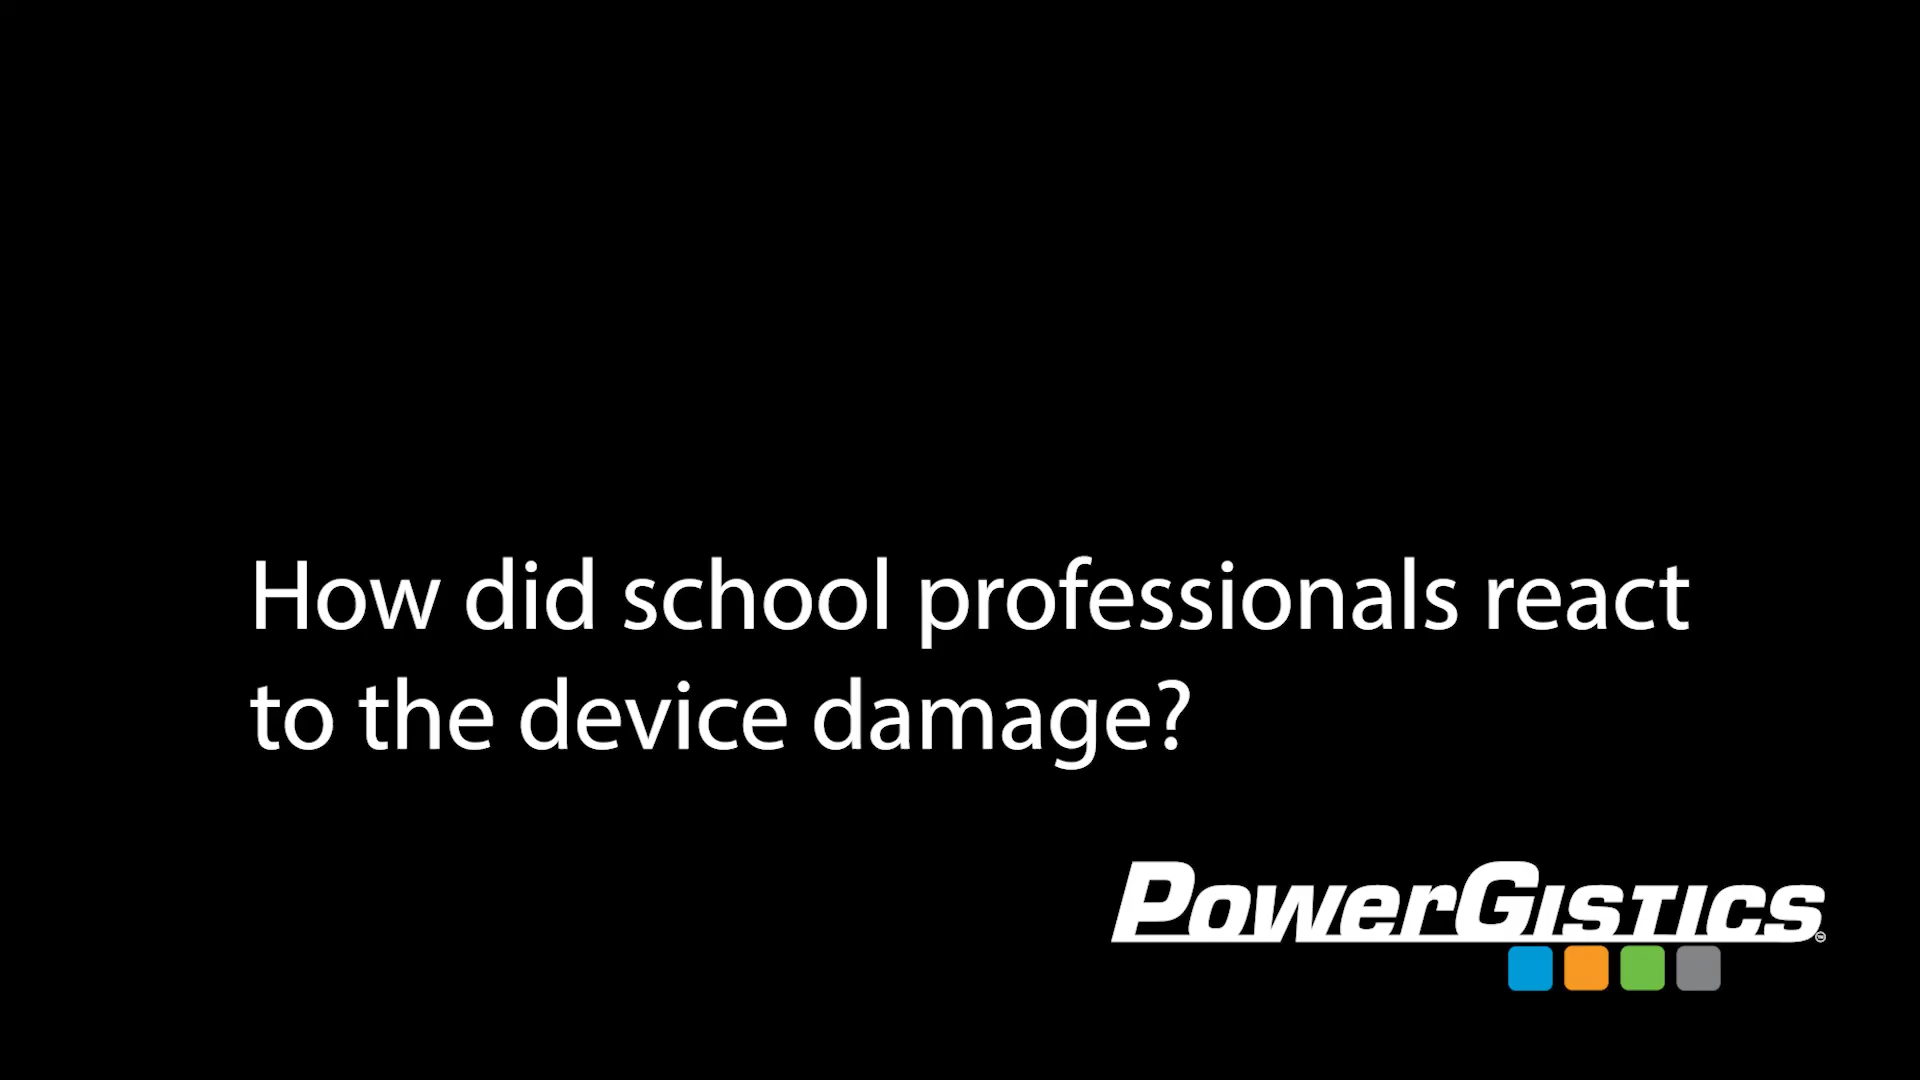 How did school professionals react
to the device damage?
PowerGistics